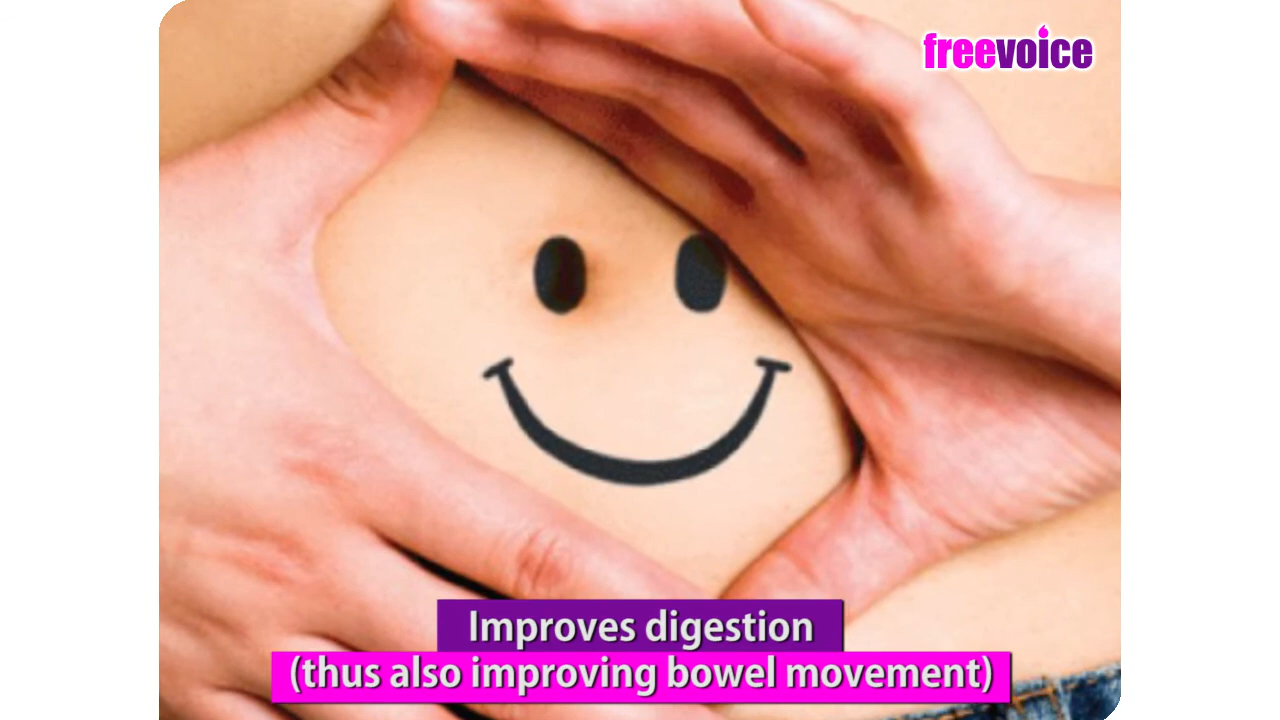 freevoice
Improves digestion
(thus also improving bowel movement)